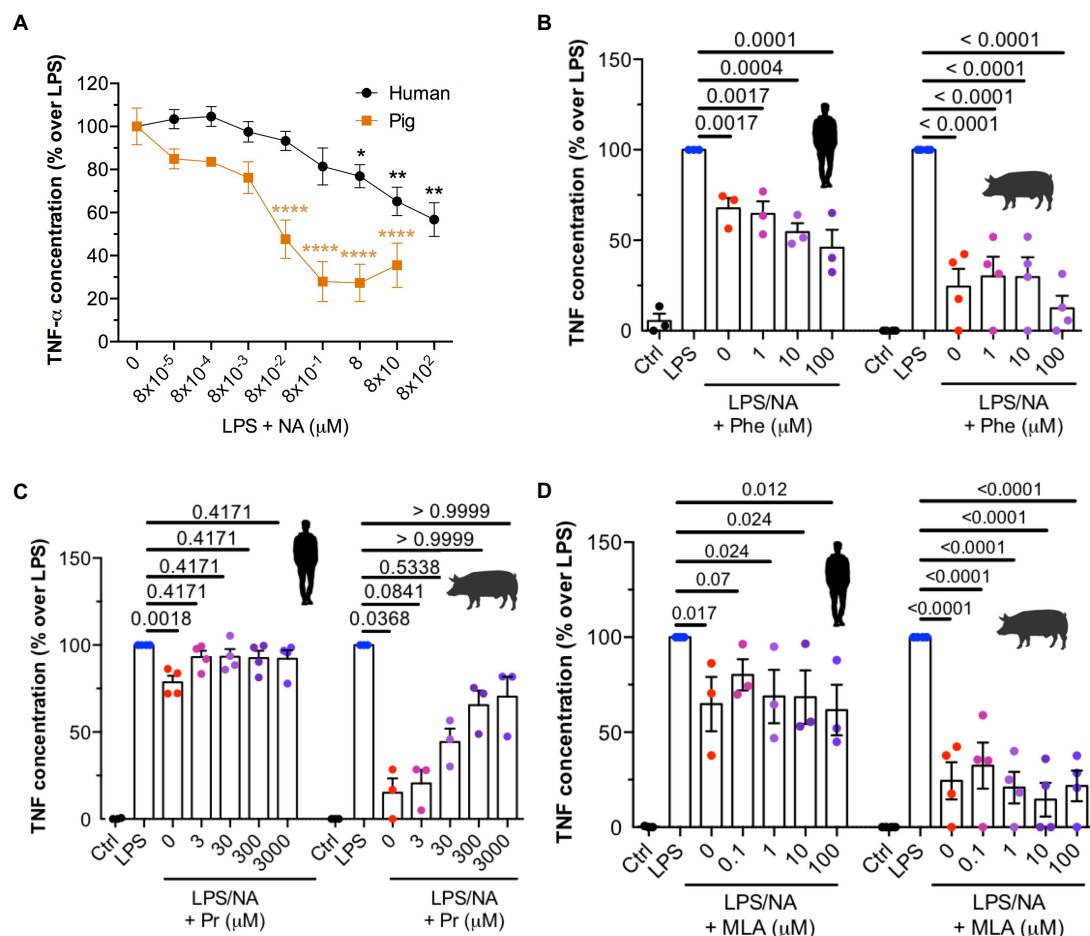 A
TNF-α concentration (% over LPS)
120
100
80
60
40
20
0
Human
Pig
*
**
**
****
****
****
****
0
8x10-5
8x10-4
8x10-3
8x10-2
8x10-1
8
8x10
8x102
LPS + NA (μM)
B
TNF concentration (% over LPS)
150
100
50
0
0.0001
0.0004
0.0017
0.0017
< 0.0001
< 0.0001
< 0.0001
< 0.0001
Ctrl
LPS
0
1
10
100
Ctrl
LPS
0
1
10
100
LPS/NA
+ Phe (μM)
LPS/NA
+ Phe (μM)
C
TNF concentration (% over LPS)
150
100
50
0
0.4171
0.4171
0.4171
0.4171
0.0018
> 0.9999
> 0.9999
0.5338
0.0841
0.0368
Ctrl
LPS
0
3
30
300
3000
Ctrl
LPS
0
3
30
300
3000
LPS/NA
+ Pr (μM)
LPS/NA
+ Pr (μM)
D
TNF concentration (% over LPS)
150
100
50
0
0.012
0.024
0.024
0.07
0.017
<0.0001
<0.0001
<0.0001
<0.0001
<0.0001
Ctrl
LPS
0
0.1
1
10
100
Ctrl
LPS
0
0.1
1
10
100
LPS/NA
+ MLA (μM)
LPS/NA
+ MLA (μM)